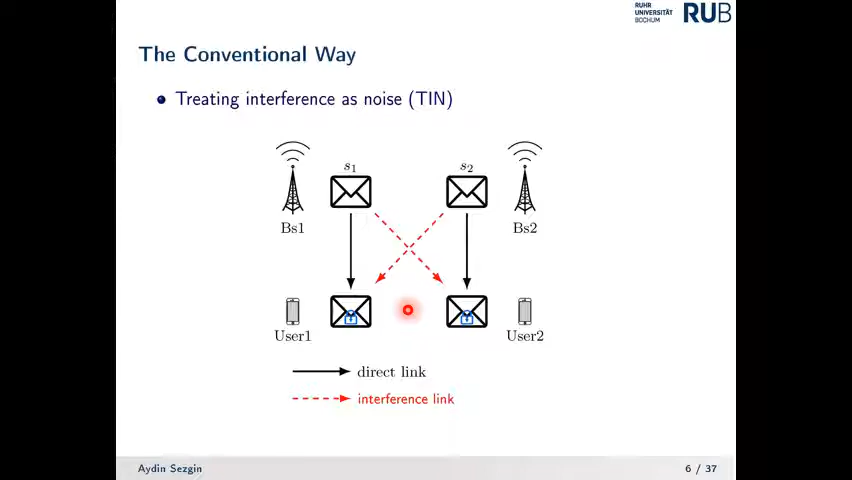 RUHR
UNIVERSITÄT
BOCHUM
RUB
The Conventional Way
Treating interference as noise (TIN)
s1
s2
Bs1
Bs2
User1
User2
direct link
interference link
Aydin Sezgin
6 / 37